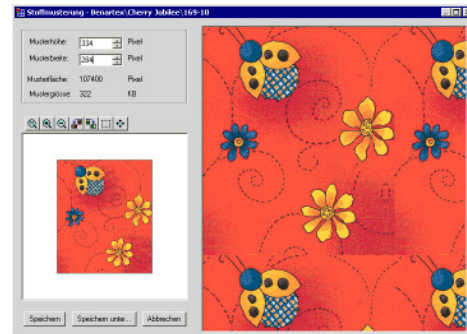 Stoffmusterung - Benartex\Cherry Jubilee\169-10
Musterhöhe: 334 Pixel
Musterbreite: 284 Pixel
Musterfläche: 107400 Pixel
Mustergrösse: 322 KB
Speichern Speichern unter... Abbrechen